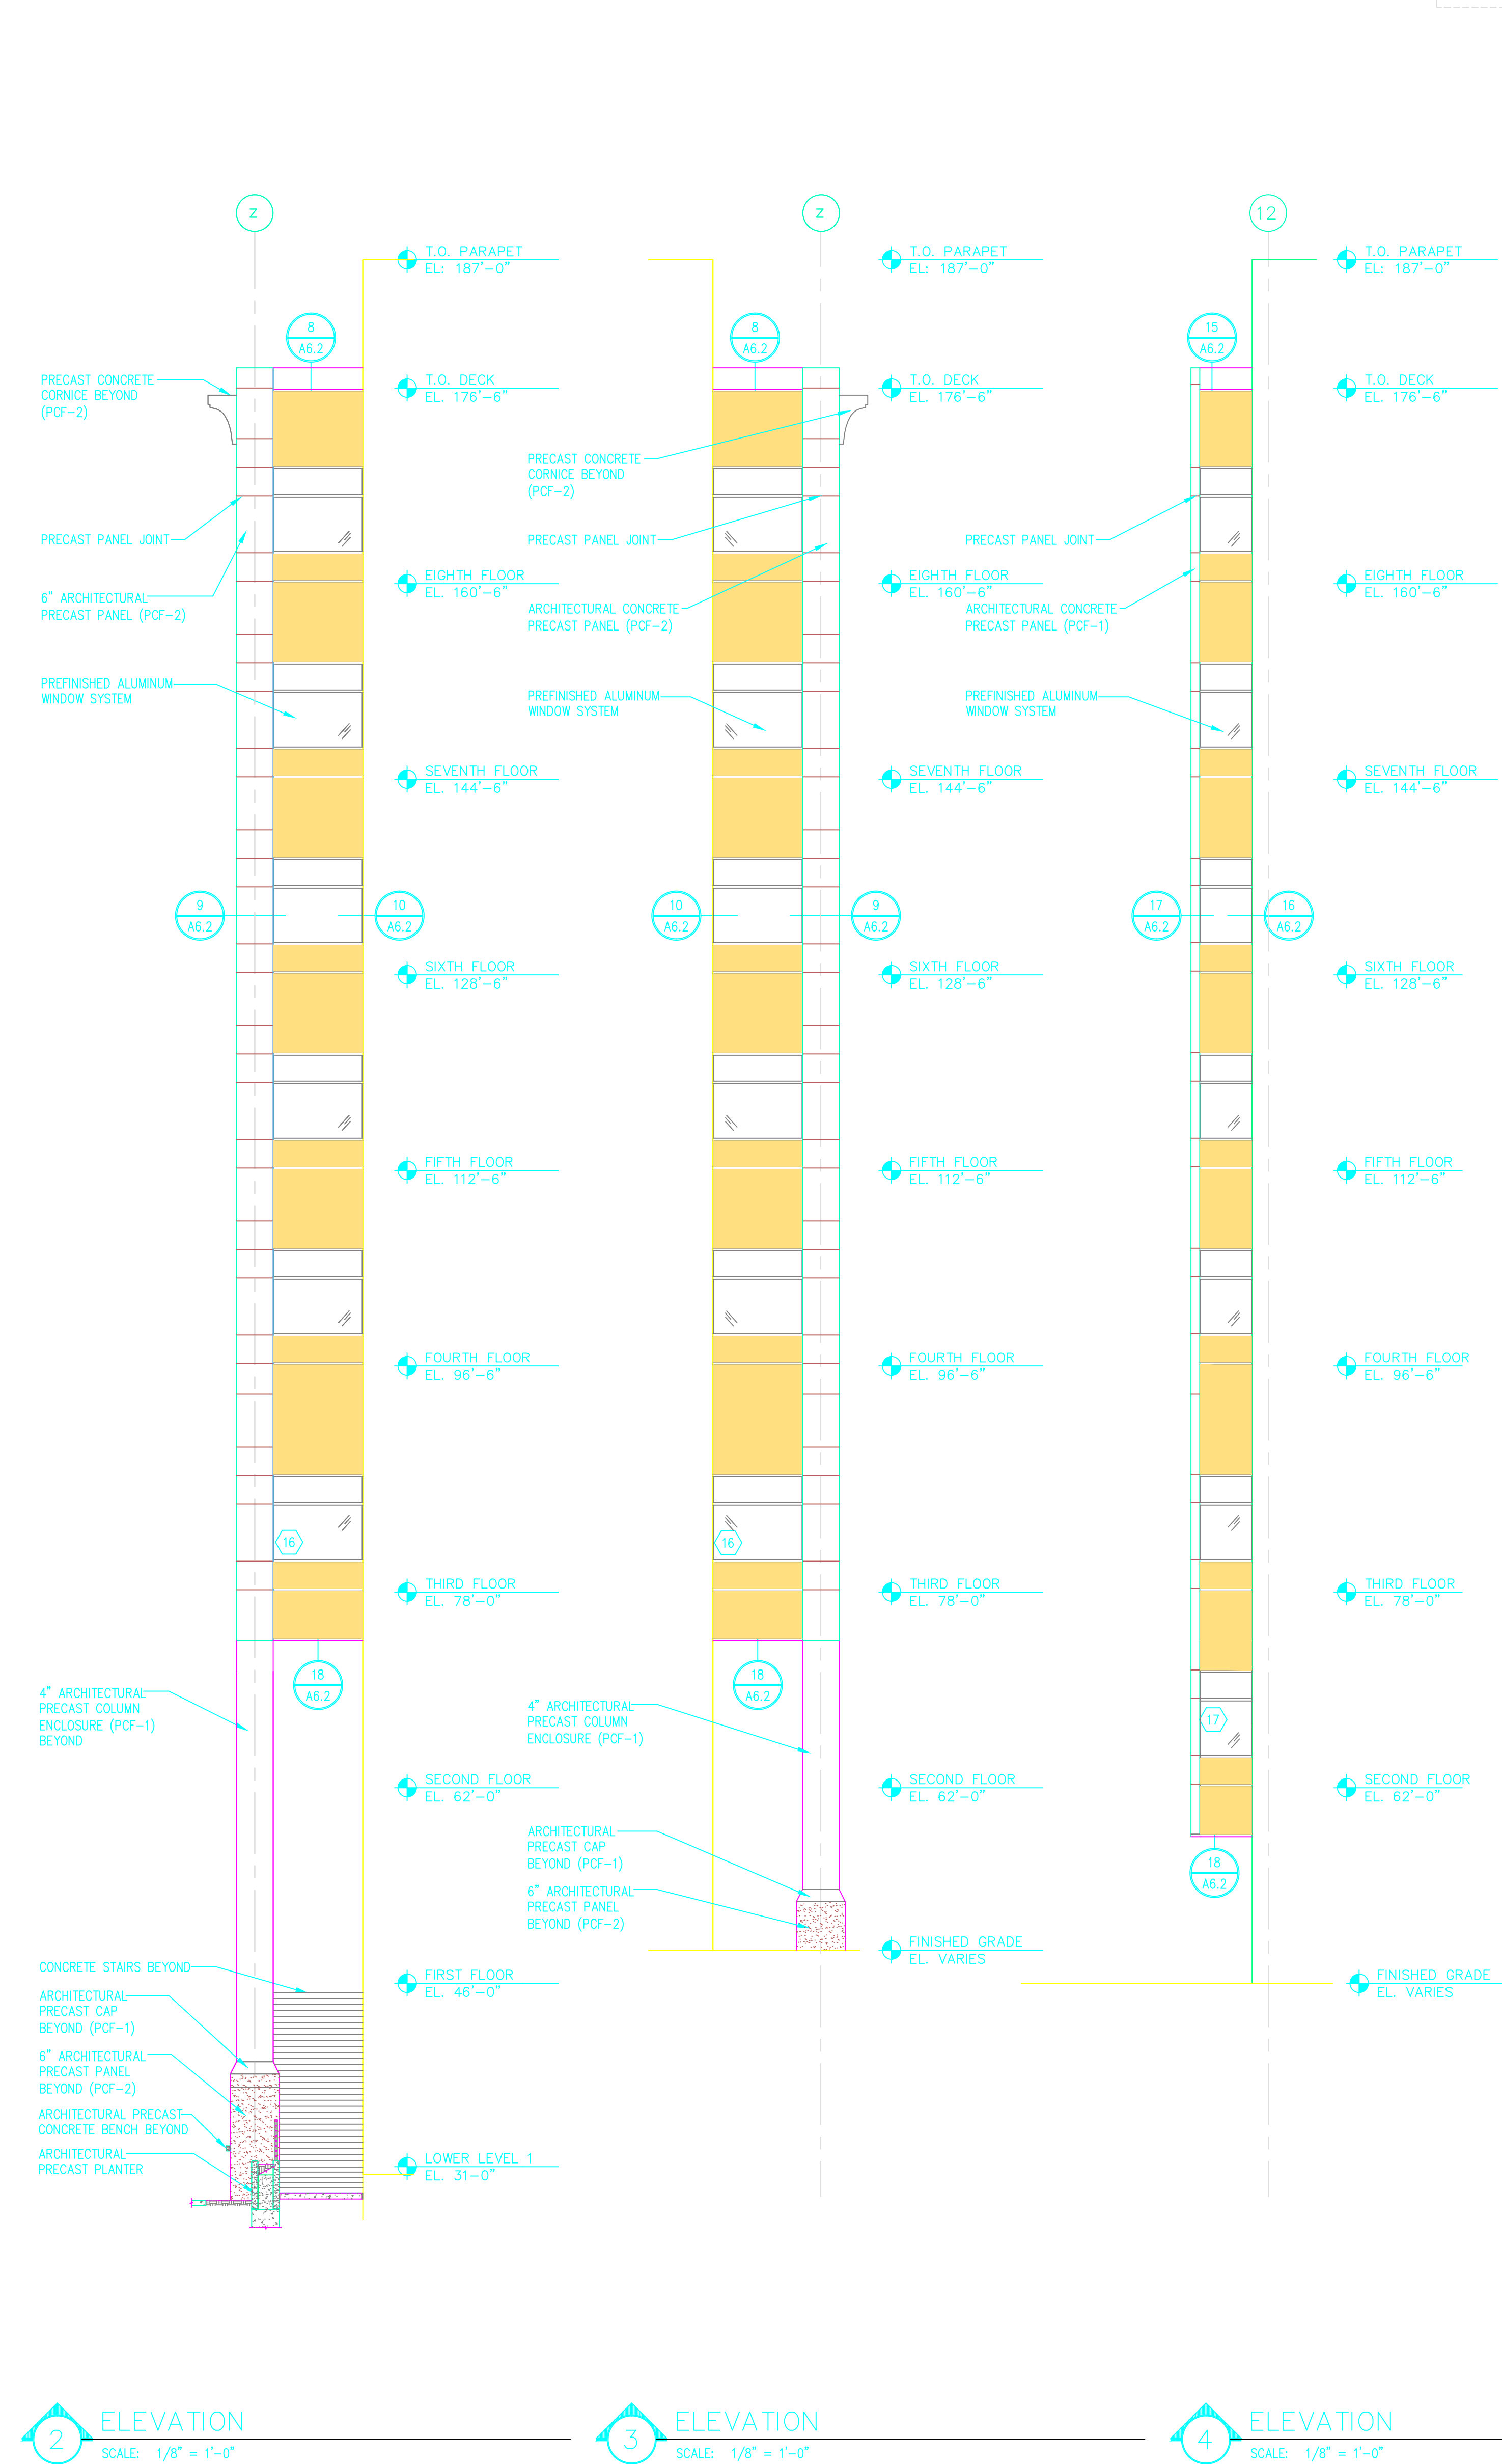 Z
Z
12
T.O. PARAPET
EL: 187'-0"
T.O. PARAPET
EL: 187'-0"
T.O. PARAPET
EL: 187'-0"
8
A6.2
8
A6.2
15
A6.2
PRECAST CONCRETE
CORNICE BEYOND
(PCF-2)
T.O. DECK
EL. 176'-6"
T.O. DECK
EL. 176'-6"
T.O. DECK
EL. 176'-6"
PRECAST CONCRETE
CORNICE BEYOND
(PCF-2)
PRECAST PANEL JOINT
PRECAST PANEL JOINT
PRECAST PANEL JOINT
EIGHTH FLOOR
EL. 160'-6"
EIGHTH FLOOR
EL. 160'-6"
EIGHTH FLOOR
EL. 160'-6"
6" ARCHITECTURAL
PRECAST PANEL (PCF-2)
ARCHITECTURAL CONCRETE
PRECAST PANEL (PCF-2)
ARCHITECTURAL CONCRETE
PRECAST PANEL (PCF-1)
PREFINISHED ALUMINUM
WINDOW SYSTEM
PREFINISHED ALUMINUM
WINDOW SYSTEM
PREFINISHED ALUMINUM
WINDOW SYSTEM
SEVENTH FLOOR
EL. 144'-6"
SEVENTH FLOOR
EL. 144'-6"
SEVENTH FLOOR
EL. 144'-6"
9
A6.2
10
A6.2
10
A6.2
9
A6.2
17
A6.2
16
A6.2
SIXTH FLOOR
EL. 128'-6"
SIXTH FLOOR
EL. 128'-6"
SIXTH FLOOR
EL. 128'-6"
FIFTH FLOOR
EL. 112'-6"
FIFTH FLOOR
EL. 112'-6"
FIFTH FLOOR
EL. 112'-6"
FOURTH FLOOR
EL. 96'-6"
FOURTH FLOOR
EL. 96'-6"
FOURTH FLOOR
EL. 96'-6"
16
16
THIRD FLOOR
EL. 78'-0"
THIRD FLOOR
EL. 78'-0"
THIRD FLOOR
EL. 78'-0"
18
A6.2
18
A6.2
17
4" ARCHITECTURAL
PRECAST COLUMN
ENCLOSURE (PCF-1)
BEYOND
4" ARCHITECTURAL
PRECAST COLUMN
ENCLOSURE (PCF-1)
SECOND FLOOR
EL. 62'-0"
SECOND FLOOR
EL. 62'-0"
SECOND FLOOR
EL. 62'-0"
ARCHITECTURAL
PRECAST CAP
BEYOND (PCF-1)
18
A6.2
6" ARCHITECTURAL
PRECAST PANEL
BEYOND (PCF-2)
FINISHED GRADE
EL. VARIES
CONCRETE STAIRS BEYOND
FIRST FLOOR
EL. 46'-0"
FINISHED GRADE
EL. VARIES
ARCHITECTURAL
PRECAST CAP
BEYOND (PCF-1)
6" ARCHITECTURAL
PRECAST PANEL
BEYOND (PCF-2)
ARCHITECTURAL PRECAST
CONCRETE BENCH BEYOND
ARCHITECTURAL
PRECAST PLANTER
LOWER LEVEL 1
EL. 31-0"
2
ELEVATION
SCALE: 1/8" = 1'-0"
3
ELEVATION
SCALE: 1/8" = 1'-0"
4
ELEVATION
SCALE: 1/8" = 1'-0"